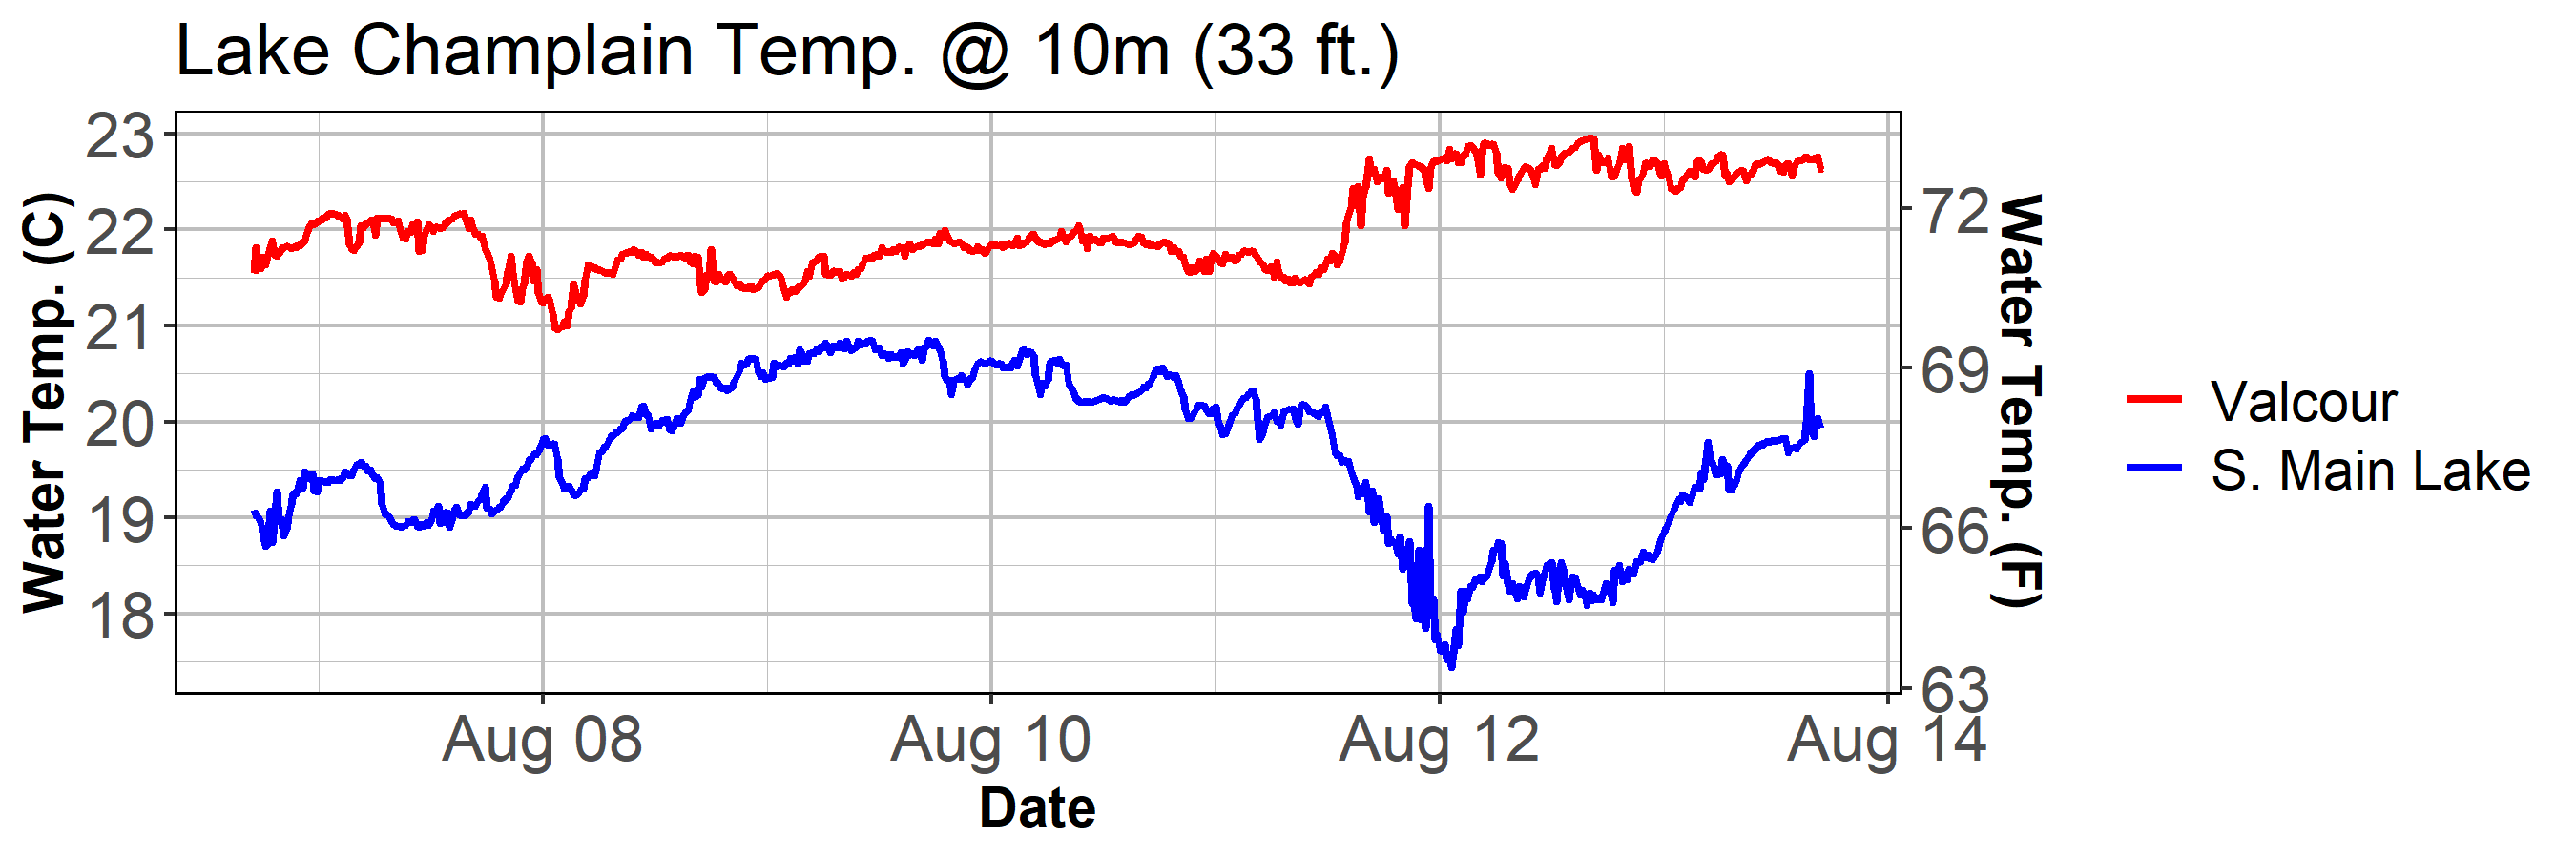 Lake Champlain Temp. @ 10m (33 ft.)
Water Temp. (C)
23
22
21
20
19
18
72
69
66
63
Water Temp. (F)
Aug 08 Aug 10 Aug 12 Aug 14
Date
Valcour
S. Main Lake